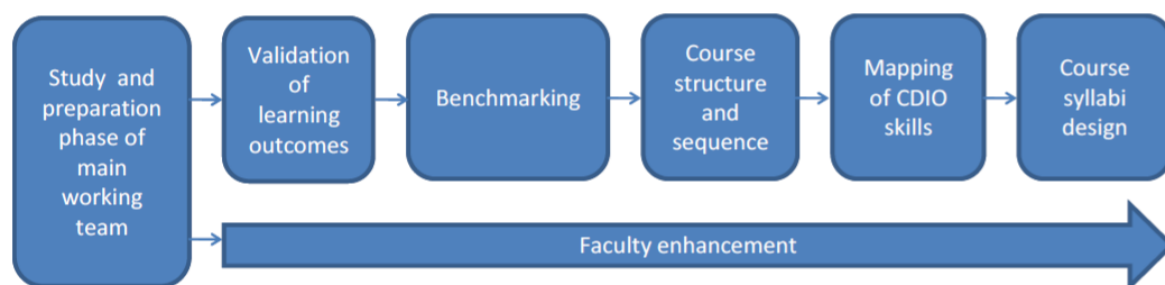 Study and
preparation
phase of
main
working
team
Validation
of
learning
outcomes
Benchmarking
Course
structure
and
sequence
Mapping
of CDIO
skills
Course
syllabi
design
Faculty enhancement